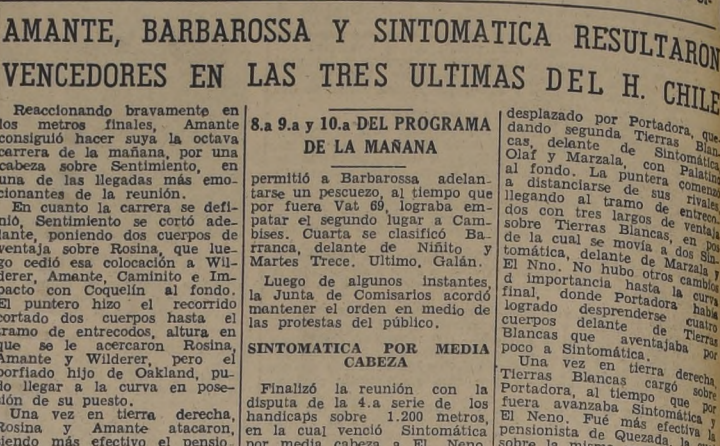 AMANTE, BARBAROSSA Y SINTOMATICA RESULTARON
VENCEDORES EN LAS TRES ULTIMAS DEL H. CHILE
Reaccionando bravamente en
los metros finales, Amante
consiguió hacer suya la octava
carrera de la mañana, por una
cabeza sobre Sentimiento, en
una de las llegadas más emo-
cionantes de la reunión.
En cuanto la carrera se defi-
nió, Sentimiento se cortó ade-
lante, poniendo dos cuerpos de
ventaja sobre Rosina, que lue-
go cedió esa colocación a Wil-
derer, Amante, Caminito e Im-
pacto con Coquelín al fondo.
El puntero hizo el recorrido
cortado dos cuerpos hasta el
tramo de entrecodos, altura en
que se le acercaron Rosina,
Amante y Wilderer, pero el
porfiado hijo de Oakland, pu-
do llegar a la curva en pose-
sión de su puesto.
Una vez en tierra derecha,
Rosina y Amante atacaron,
siendo más efectivo el pensio-
8.a 9.a y 10.a DEL PROGRAMA
DE LA MAÑANA
permitió a Barbarossa adelan-
tarse un pescuezo, al tiempo que
por fuera Vat 69, lograba em-
patar el segundo lugar a Cam-
bises. Cuarta se clasificó Ba-
rranca, delante de Niñito y
Martes Trece. Ultimo, Galán.
Luego de algunos instantes,
la Junta de Comisarios acordó
mantener el orden en medio de
las protestas del público.
SINTOMATICA POR MEDIA
CABEZA
Finalizó la reunión con la
disputa de la 4.a serie de los
handicaps sobre 1.200 metros,
en la cual venció Sintomática
por media cabeza a El Neno.
desplazado por Portadora, que-
dando segunda Tierras Blan-
cas, delante de Sintomática,
Olaf y Marzala, con Palatino
al fondo. La puntera comenzó
a distanciarse de sus rivales
llegando al tramo de entreco-
dos con tres largos de ventaja
sobre Tierras Blancas, en pos
de la cual se movía a dos Sin-
tomática, delante de Marzala y
El Nno. No hubo otros cambios
d importancia hasta la curva
final, donde Portadora había
logrado desprenderse cuatro
cuerpos delante de Tierras
Blancas que aventajaba por
poco a Sintomática.
Una vez en tierra derecha,
Tierras Blancas cargó sobre
Portadora, al tiempo que por
fuera avanzaba Sintomática y
El Neno. Fué más efectiva la
pensionista de Quezada,
sobre la misma